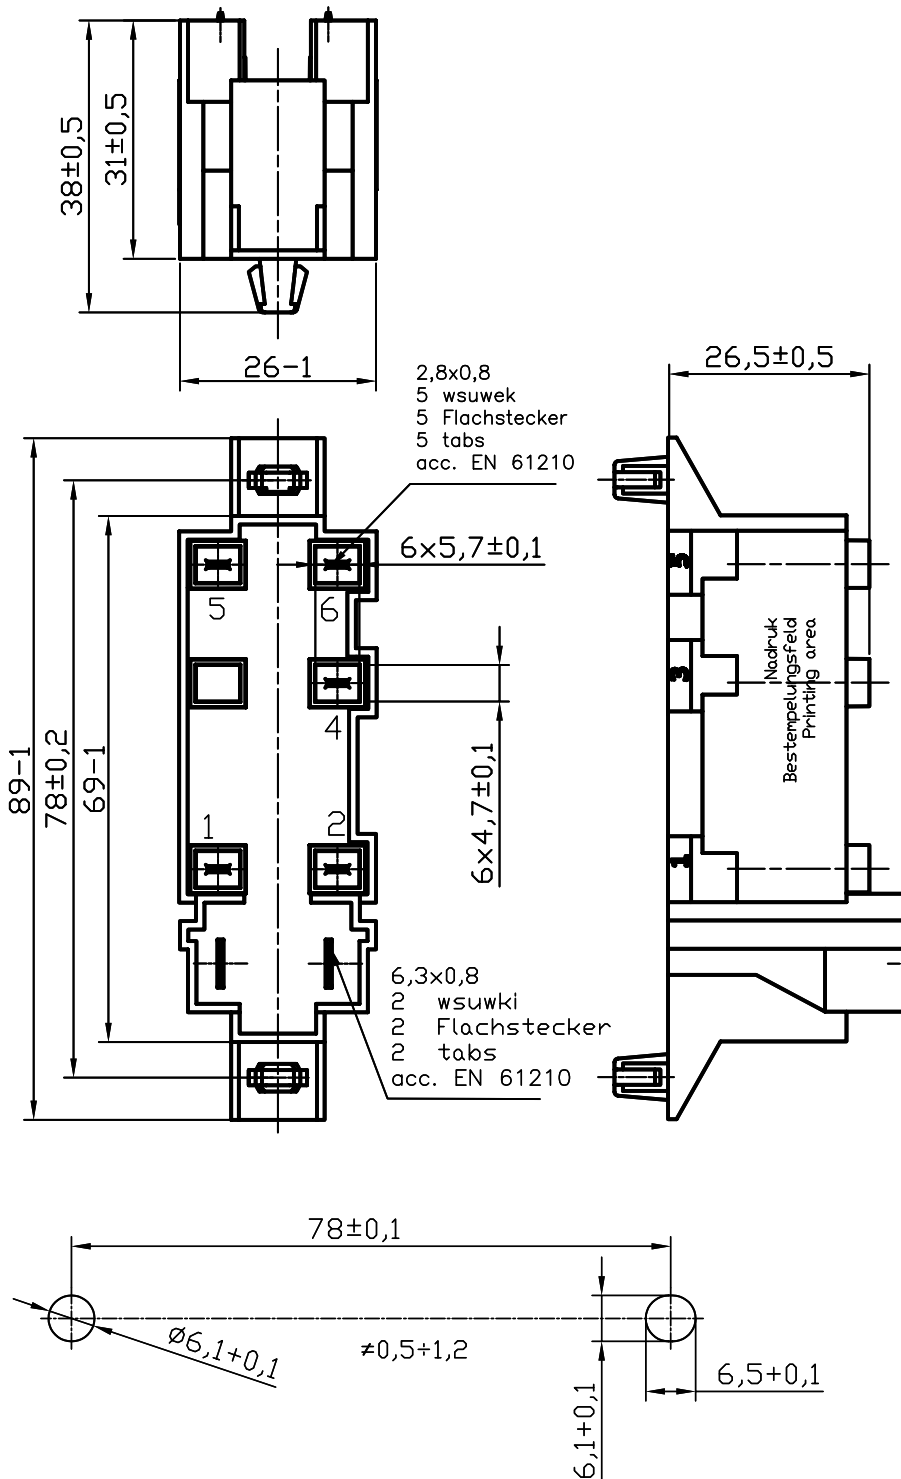 38±0,5
31±0,5
26-1
26,5±0,5
2,8x0,8
5 wsuwek
5 Flachstecker
5 tabs
acc. EN 61210
6x5,7±0,1
5
6
4
1
2
89-1
78±0,2
69-1
6x4,7±0,1
5
3
1
Nadruk
Bestempelungsfeld
Printing area
6,3x0,8
2 wsuwki
2 Flachstecker
2 tabs
acc. EN 61210
78±0,1
Ø6,1+0,1
≠0,5÷1,2
6,1+0,1
6,5+0,1